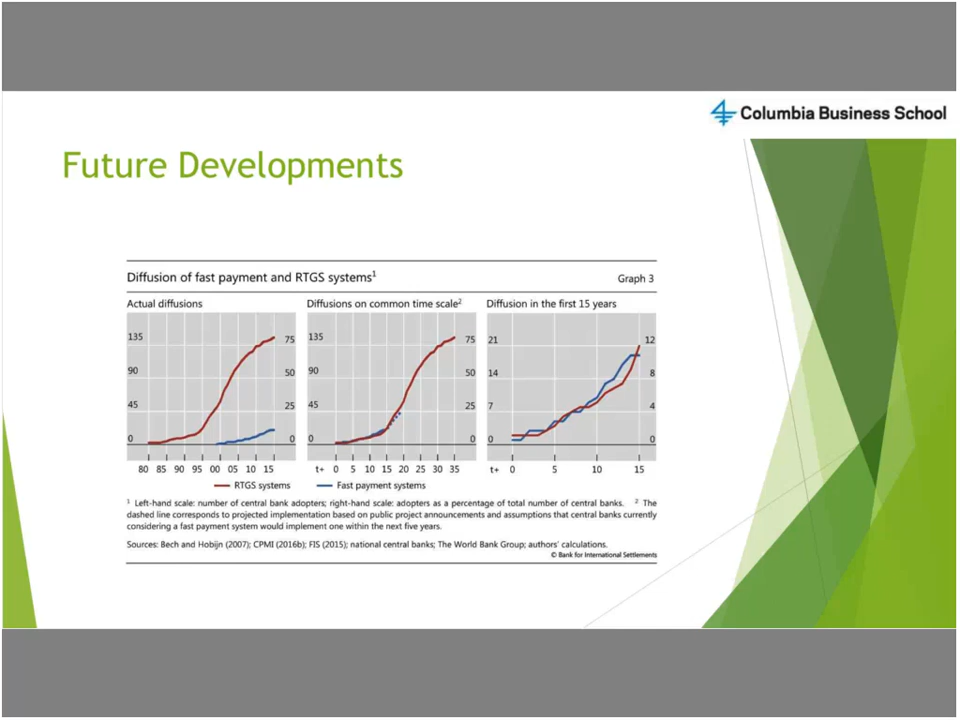 Columbia Business School
Future Developments
Diffusion of fast payment and RTGS systems¹
Graph 3
Actual diffusions
Diffusions on common time scale²
Diffusion in the first 15 years
135 75
90 50
45 25
0 0
80 85 90 95 00 05 10 15
135 75
90 50
45 25
0 0
t+ 0 5 10 15 20 25 30 35
21 12
14 8
7 4
0 0
t+ 0 5 10 15
RTGS systems
Fast payment systems
¹ Left-hand scale: number of central bank adopters; right-hand scale: adopters as a percentage of total number of central banks. ² The
dashed line corresponds to projected implementation based on public project announcements and assumptions that central banks currently
considering a fast payment system would implement one within the next five years.
Sources: Bech and Hobijn (2007); CPMI (2016b); FIS (2015); national central banks; The World Bank Group; authors' calculations.
© Bank for International Settlements